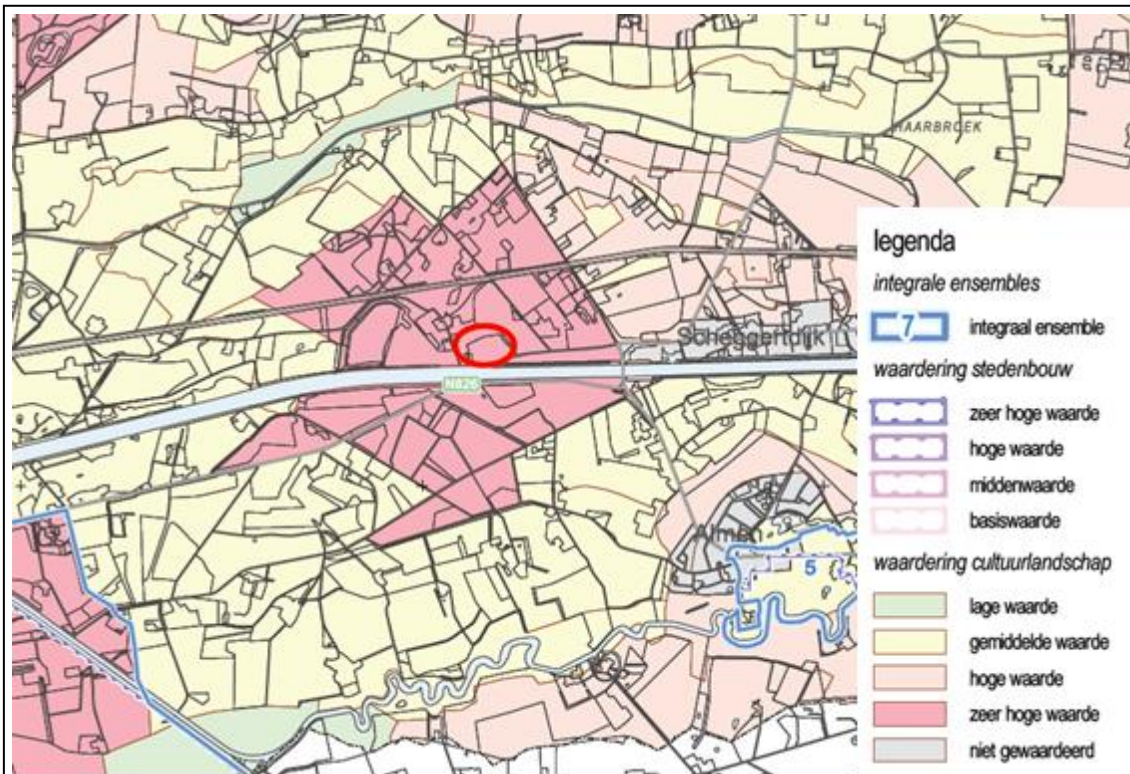 HAARBROEK
Scheggertdijk
N826
Almen
5
legenda
integrale ensembles
7 integraal ensemble
waardering stedenbouw
zeer hoge waarde
hoge waarde
middenwaarde
basiswaarde
waardering cultuurlandschap
lage waarde
gemiddelde waarde
hoge waarde
zeer hoge waarde
niet gewaardeerd